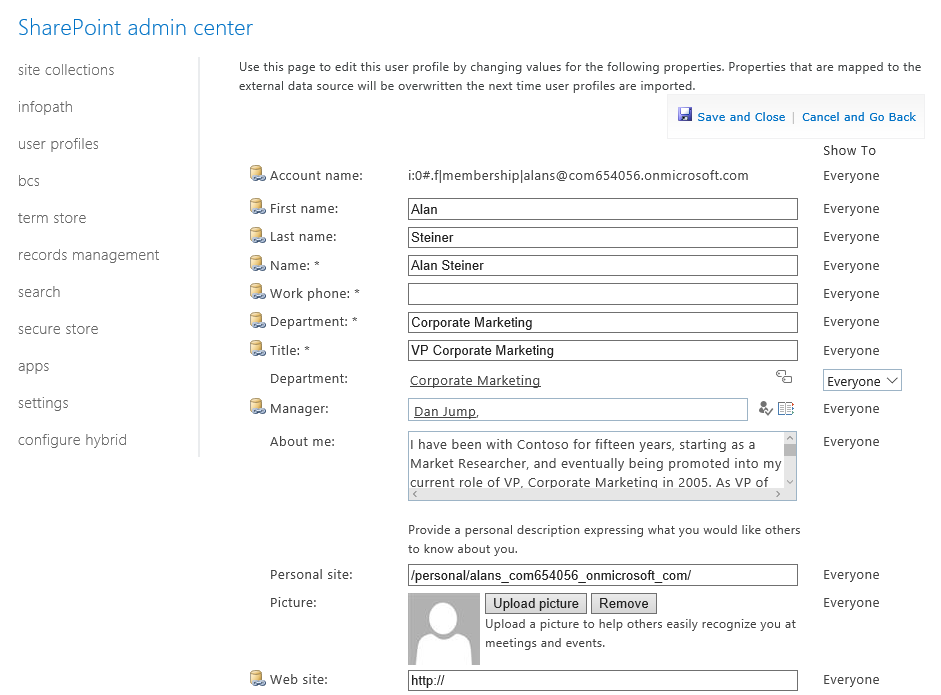 SharePoint admin center
site collections
infopath
user profiles
bcs
term store
records management
search
secure store
apps
settings
configure hybrid
Use this page to edit this user profile by changing values for the following properties. Properties that are mapped to the
external data source will be overwritten the next time user profiles are imported.
Save and Close | Cancel and Go Back
Show To
Account name: i:0#.f|membership|alans@com654056.onmicrosoft.com Everyone
First name: Alan Everyone
Last name: Steiner Everyone
Name: * Alan Steiner Everyone
Work phone: * Everyone
Department: * Corporate Marketing Everyone
Title: * VP Corporate Marketing Everyone
Department: Corporate Marketing Everyone
Manager: Dan Jump, Everyone
About me: I have been with Contoso for fifteen years, starting as a Everyone
Market Researcher, and eventually being promoted into my
current role of VP, Corporate Marketing in 2005. As VP of
Provide a personal description expressing what you would like others
to know about you.
Personal site: /personal/alans_com654056_onmicrosoft_com/ Everyone
Picture: Upload picture Remove Everyone
Upload a picture to help others easily recognize you at
meetings and events.
Web site: http:// Everyone